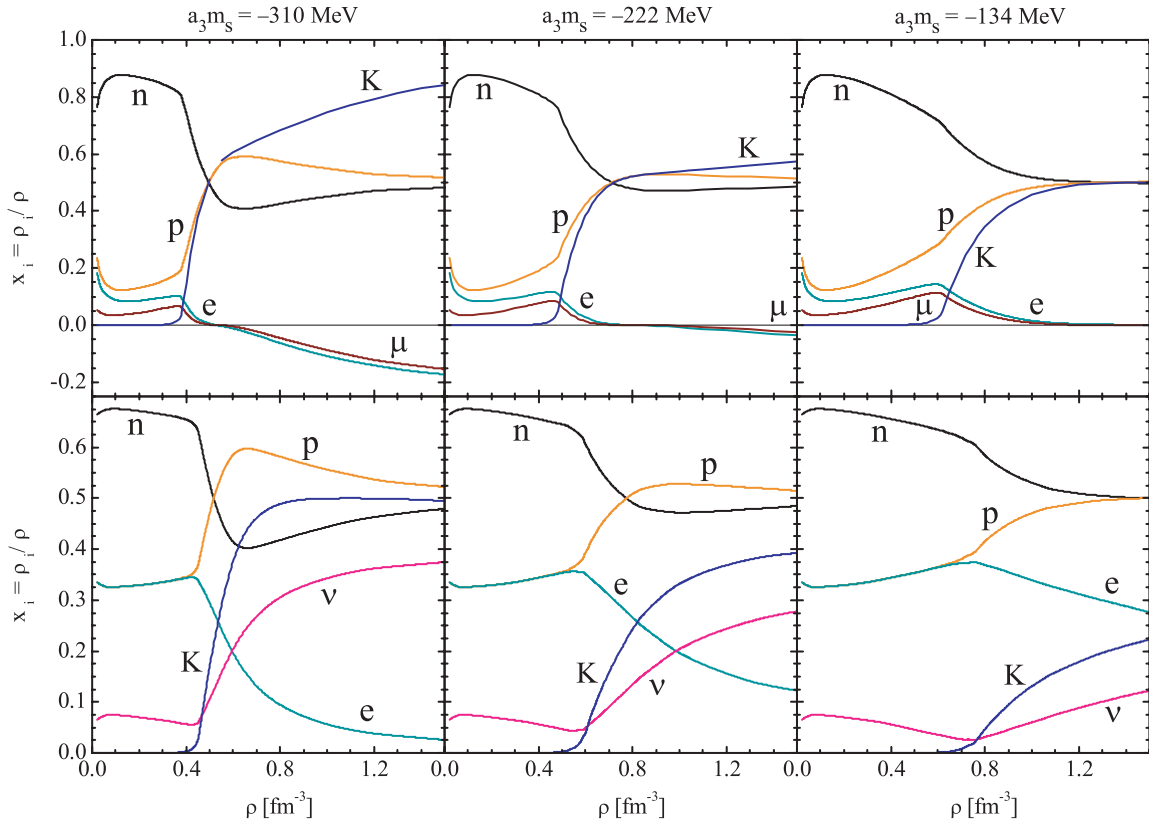 a₃mₛ = –310 MeV
a₃mₛ = –222 MeV
a₃mₛ = –134 MeV
1.0
0.8
0.6
0.4
0.2
0.0
-0.2
x ᵢ = ρᵢ / ρ
n
K
p
e
μ
n
K
p
e
μ
n
p
K
μ
e
0.6
0.5
0.4
0.3
0.2
0.1
0.0
x ᵢ = ρᵢ / ρ
n
p
K
ν
e
n
p
e
K
ν
n
p
e
K
ν
0.0 0.4 0.8 1.2 0.0 0.4 0.8 1.2 0.0 0.4 0.8 1.2
ρ [fm⁻³] ρ [fm⁻³] ρ [fm⁻³]